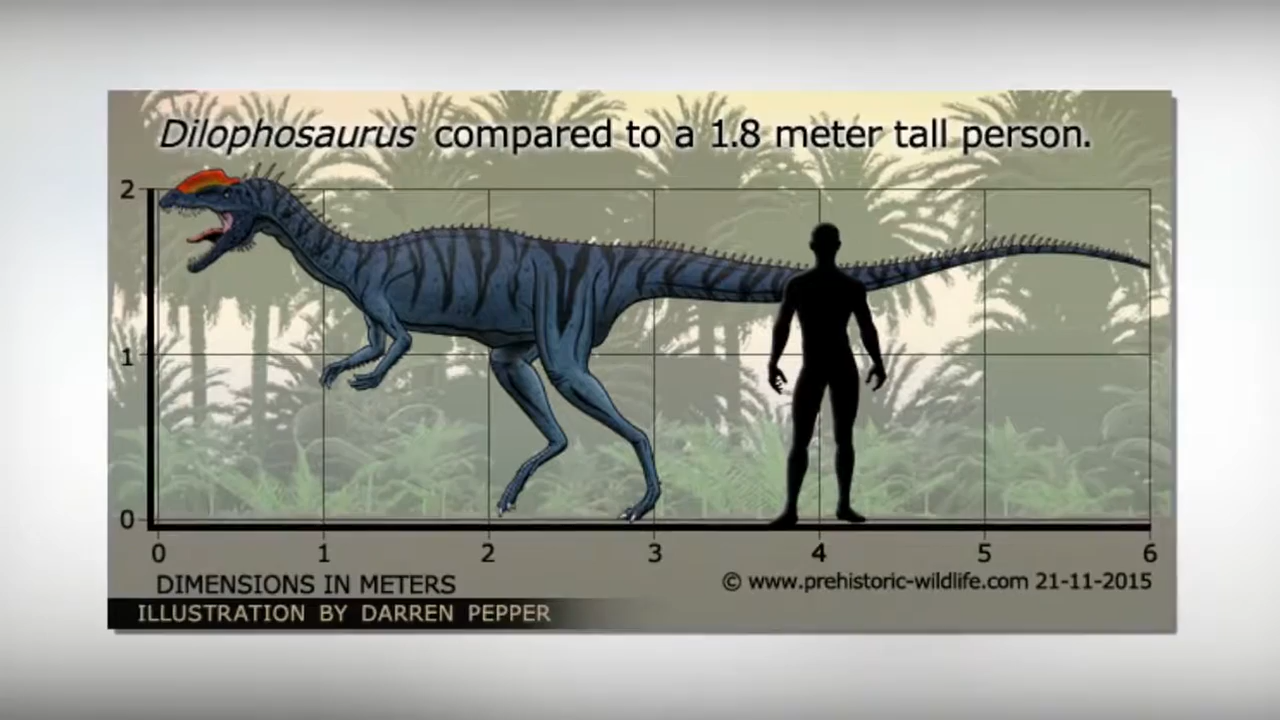 Dilophosaurus compared to a 1.8 meter tall person.
2
1
0
0 1 2 3 4 5 6
DIMENSIONS IN METERS
© www.prehistoric-wildlife.com 21-11-2015
ILLUSTRATION BY DARREN PEPPER